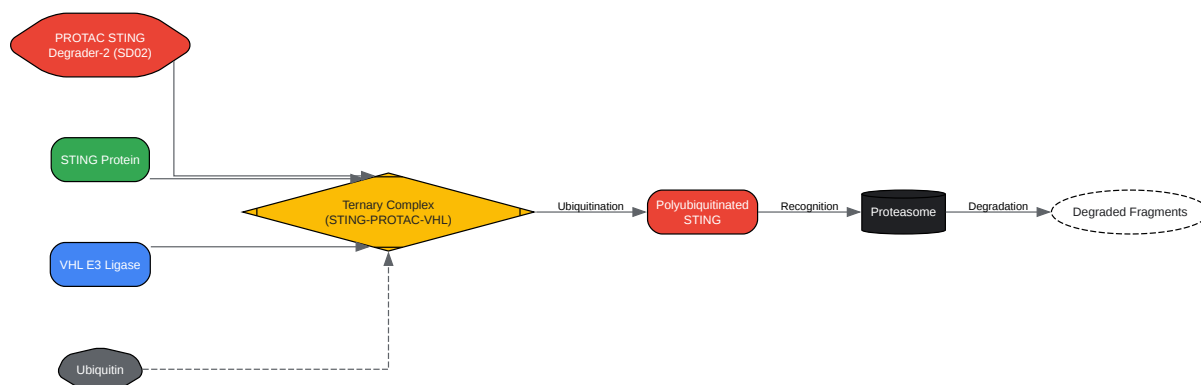 PROTAC STING
Degrader-2 (SD02)
STING Protein
VHL E3 Ligase
Ubiquitin
Ternary Complex
(STING-PROTAC-VHL)
Ubiquitination
Polyubiquitinated
STING
Recognition
Proteasome
Degradation
Degraded Fragments